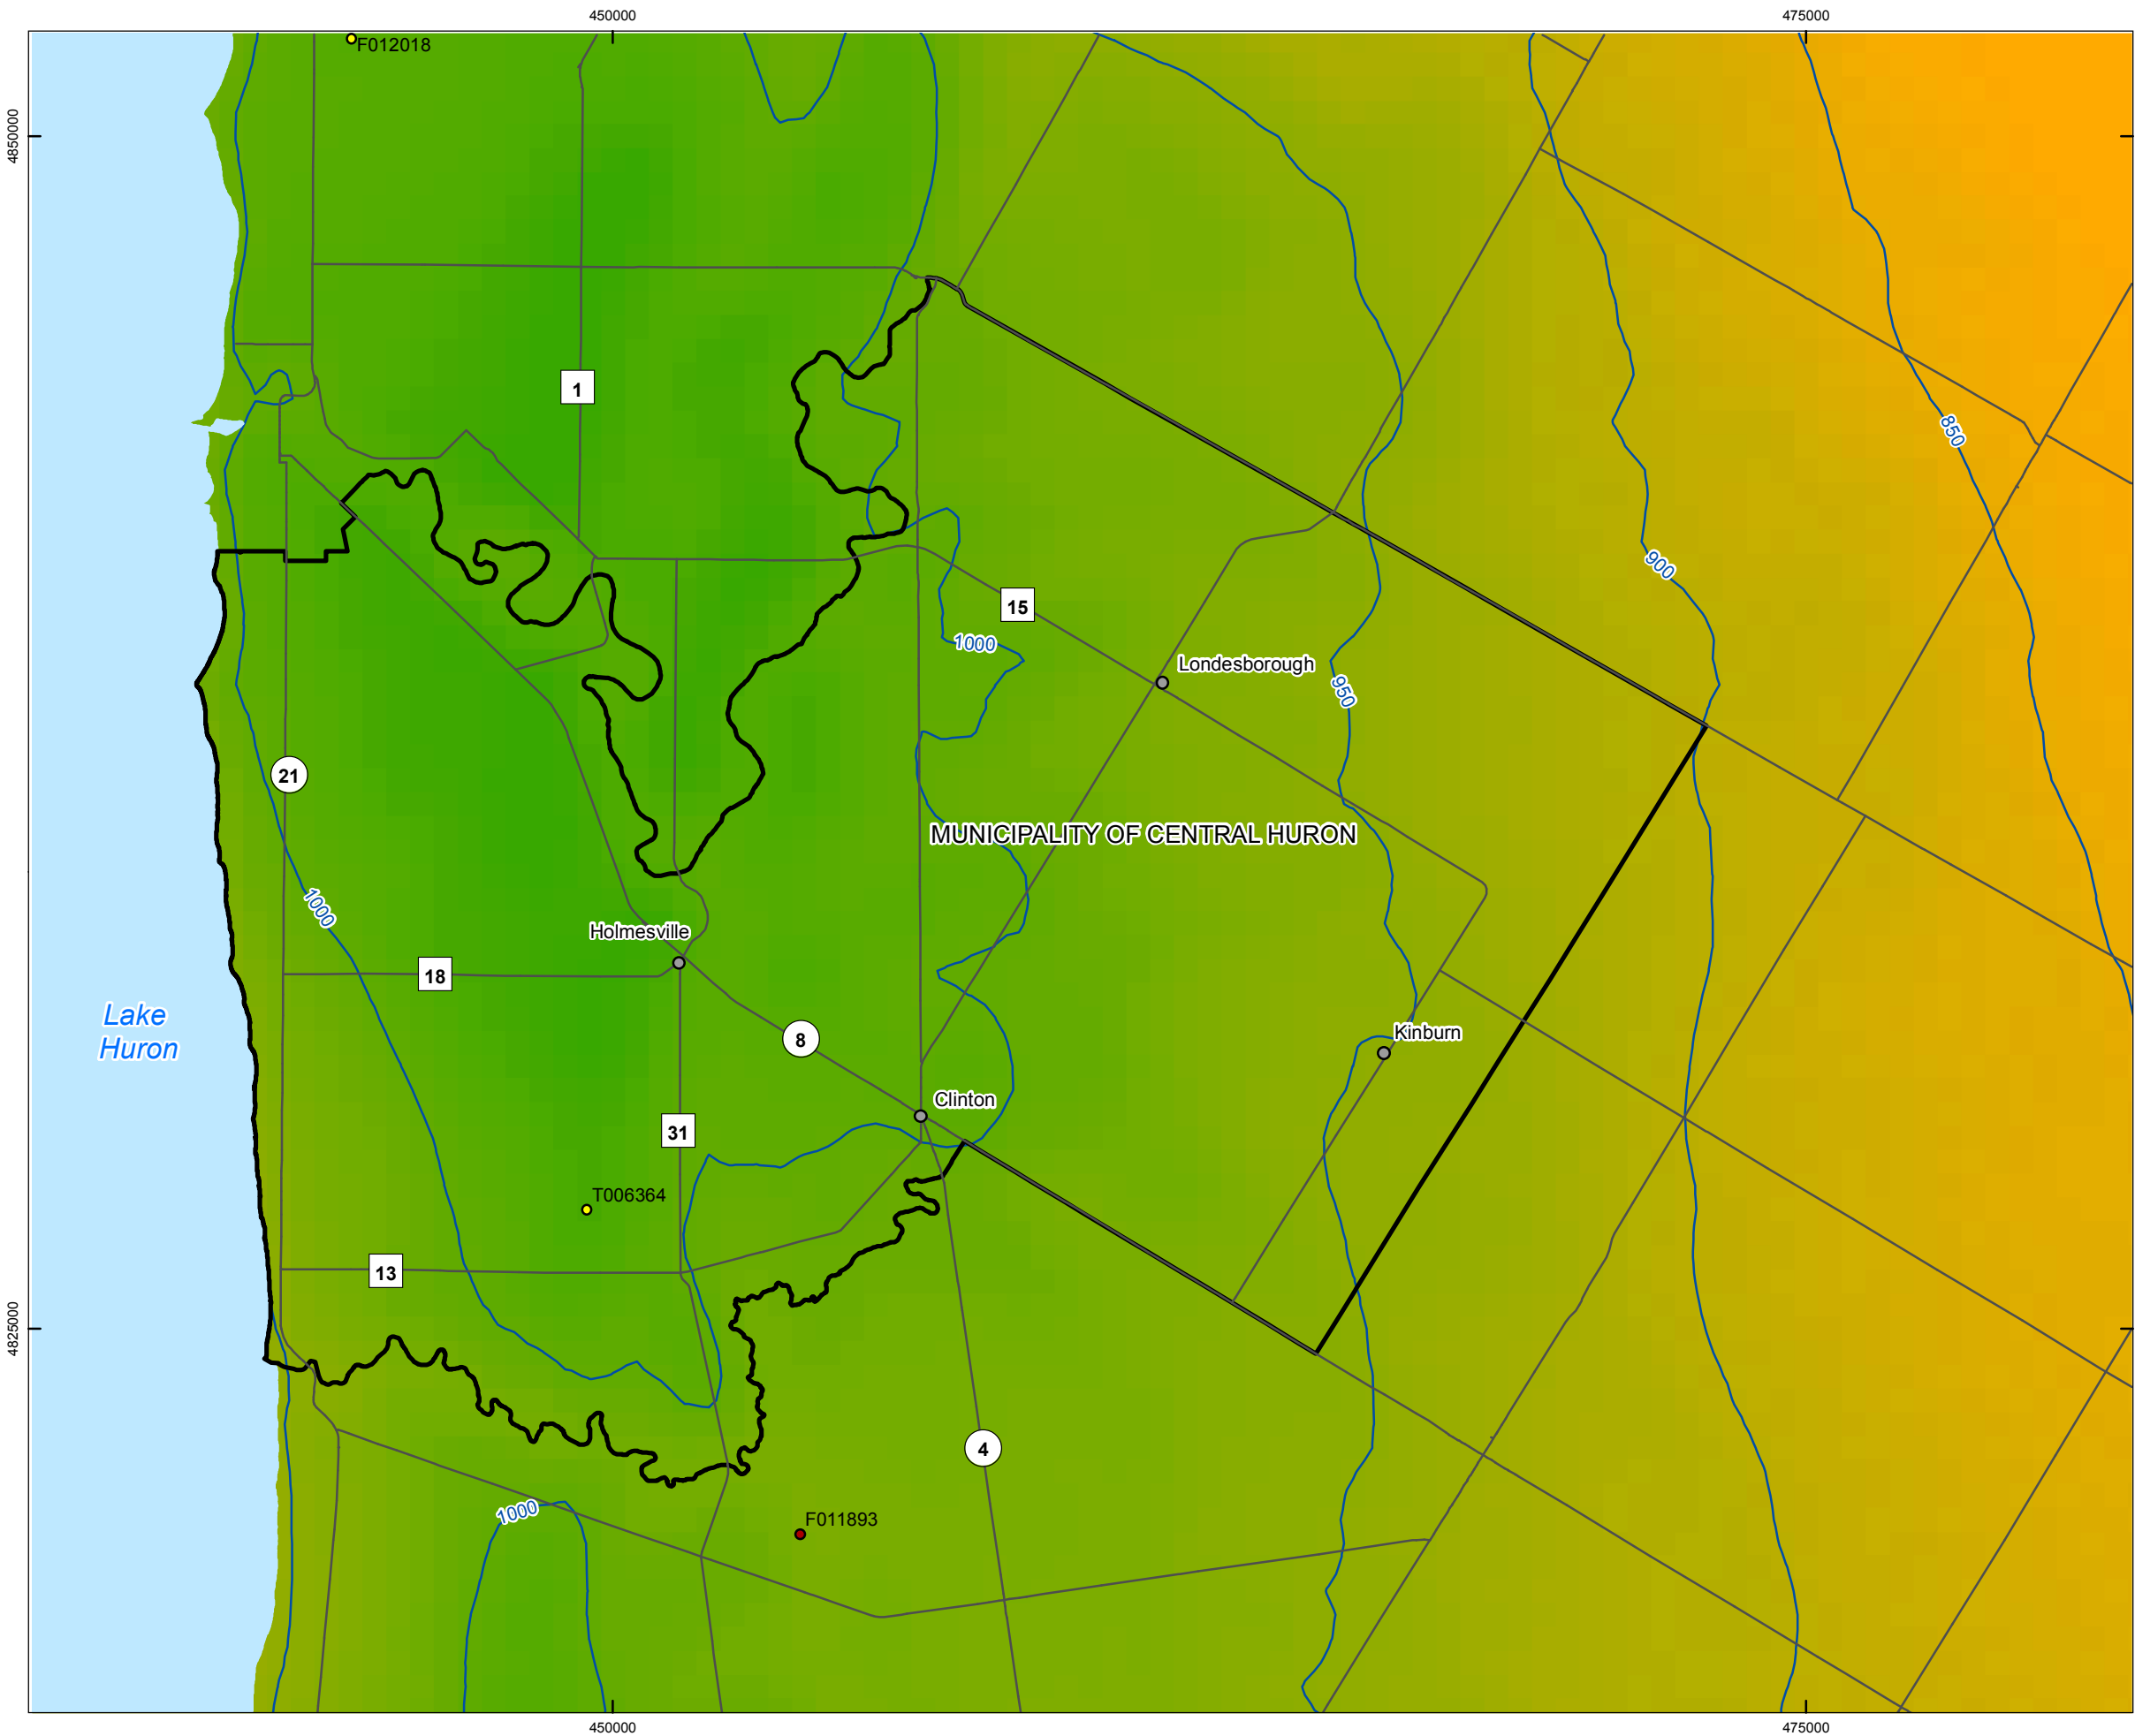 450000
475000
F012018
4850000
1
850
900
15
1000
Londesborough
950
21
MUNICIPALITY OF CENTRAL HURON
1000
Holmesville
18
Lake
Huron
8
Kinburn
Clinton
31
T006364
13
4825000
4
1000
F011893
450000
475000